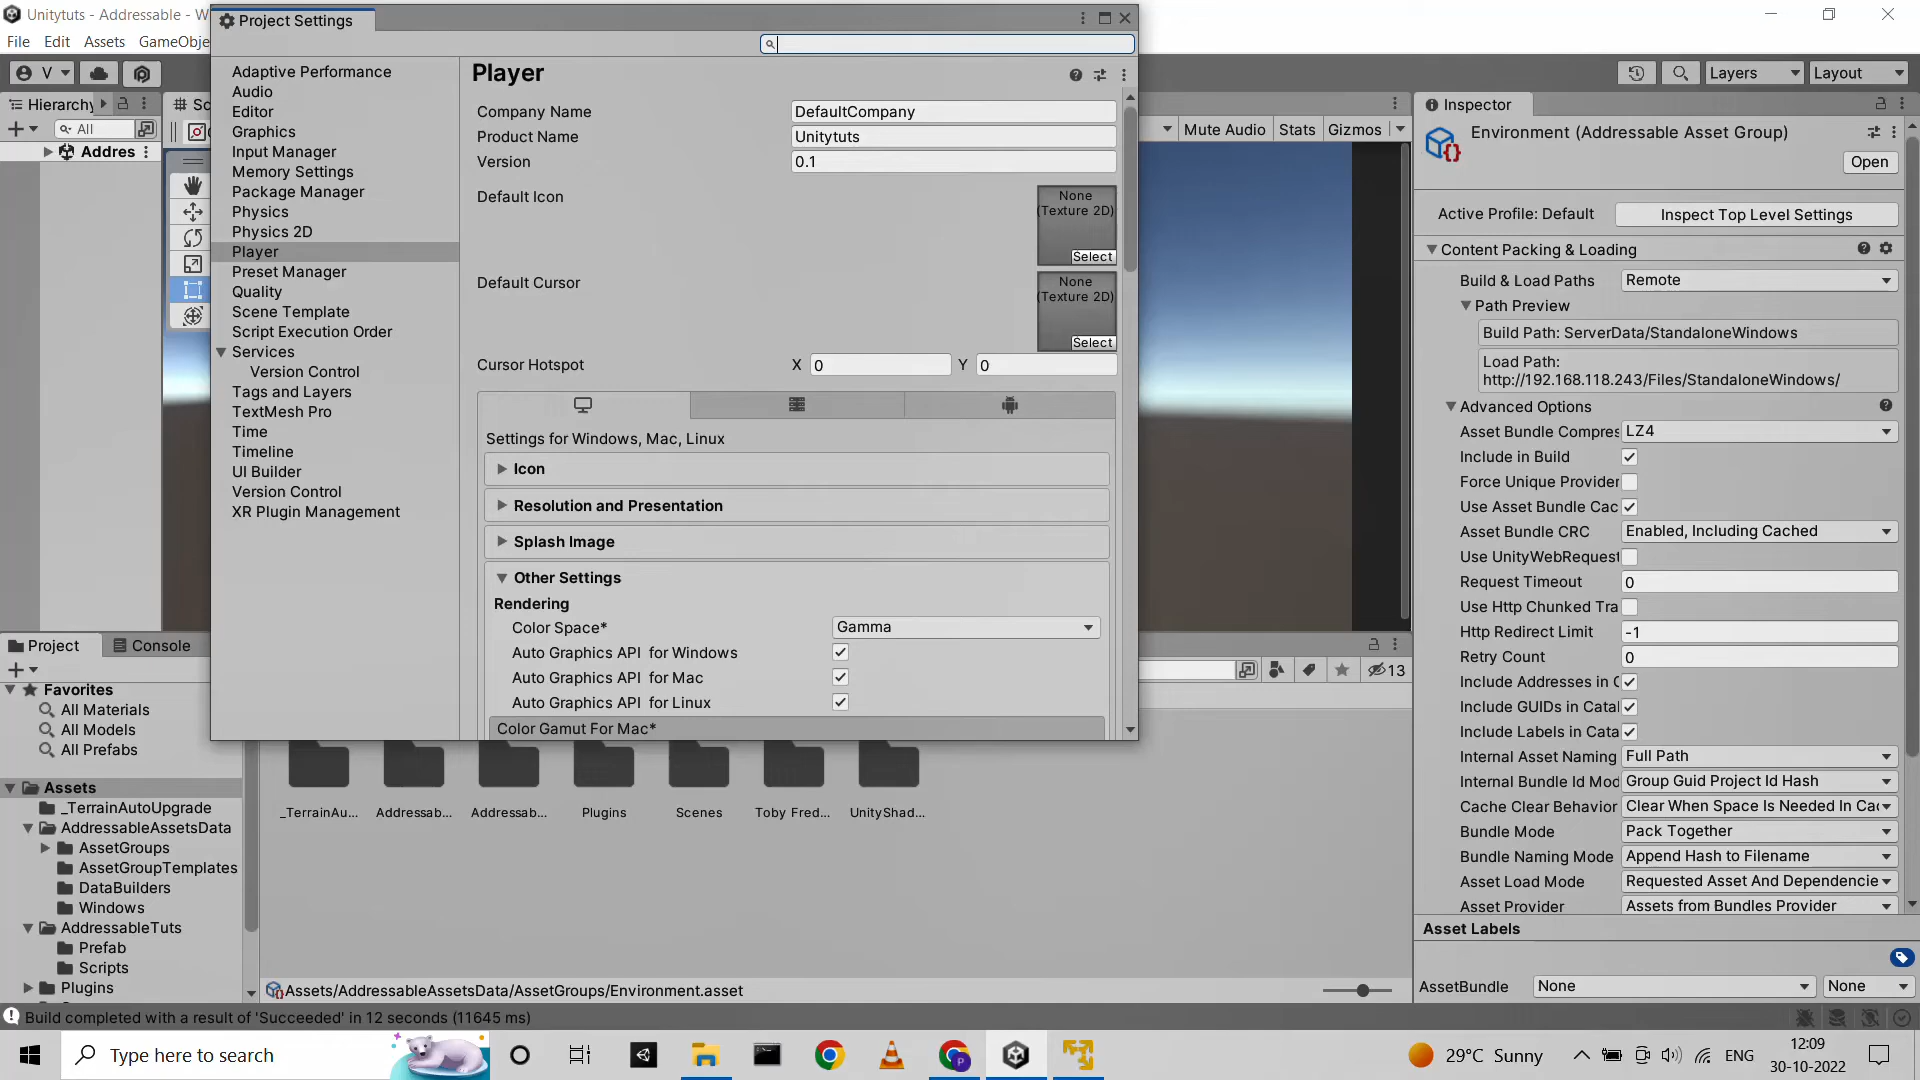 Unitytuts - Addressable - W
File Edit Assets GameObje
V
Layers
Layout
Hierarchy
Sc
All
Addres
Project Settings
Adaptive Performance
Audio
Editor
Graphics
Input Manager
Memory Settings
Package Manager
Physics
Physics 2D
Player
Preset Manager
Quality
Scene Template
Script Execution Order
Services
Version Control
Tags and Layers
TextMesh Pro
Time
Timeline
UI Builder
Version Control
XR Plugin Management
Player
Company Name DefaultCompany
Product Name Unitytuts
Version 0.1
Default Icon
None
(Texture 2D)
Select
Default Cursor
None
(Texture 2D)
Select
Cursor Hotspot X 0 Y 0
Settings for Windows, Mac, Linux
Icon
Resolution and Presentation
Splash Image
Other Settings
Rendering
Color Space* Gamma
Auto Graphics API for Windows
Auto Graphics API for Mac
Auto Graphics API for Linux
Color Gamut For Mac*
Mute Audio Stats Gizmos
13
Inspector
Environment (Addressable Asset Group)
Open
Active Profile: Default Inspect Top Level Settings
Content Packing & Loading
Build & Load Paths Remote
Path Preview
Build Path: ServerData/StandaloneWindows
Load Path:
http://192.168.118.243/Files/StandaloneWindows/
Advanced Options
Asset Bundle Compres LZ4
Include in Build
Force Unique Provider
Use Asset Bundle Cac
Asset Bundle CRC Enabled, Including Cached
Use UnityWebRequest
Request Timeout 0
Use Http Chunked Tra
Http Redirect Limit -1
Retry Count 0
Include Addresses in C
Include GUIDs in Catal
Include Labels in Cata
Internal Asset Naming Full Path
Internal Bundle Id Mod Group Guid Project Id Hash
Cache Clear Behavior Clear When Space Is Needed In Cac
Bundle Mode Pack Together
Bundle Naming Mode Append Hash to Filename
Asset Load Mode Requested Asset And Dependencie
Asset Provider Assets from Bundles Provider
Asset Labels
AssetBundle None None
Project Console
Favorites
All Materials
All Models
All Prefabs
Assets
_TerrainAutoUpgrade
AddressableAssetsData
AssetGroups
AssetGroupTemplates
DataBuilders
Windows
AddressableTuts
Prefab
Scripts
Plugins
_TerrainAu... Addressab... Addressab... Plugins Scenes Toby Fred... UnityShad...
Assets/AddressableAssetsData/AssetGroups/Environment.asset
Build completed with a result of 'Succeeded' in 12 seconds (11645 ms)
Type here to search
P
29°C Sunny
ENG
12:09
30-10-2022